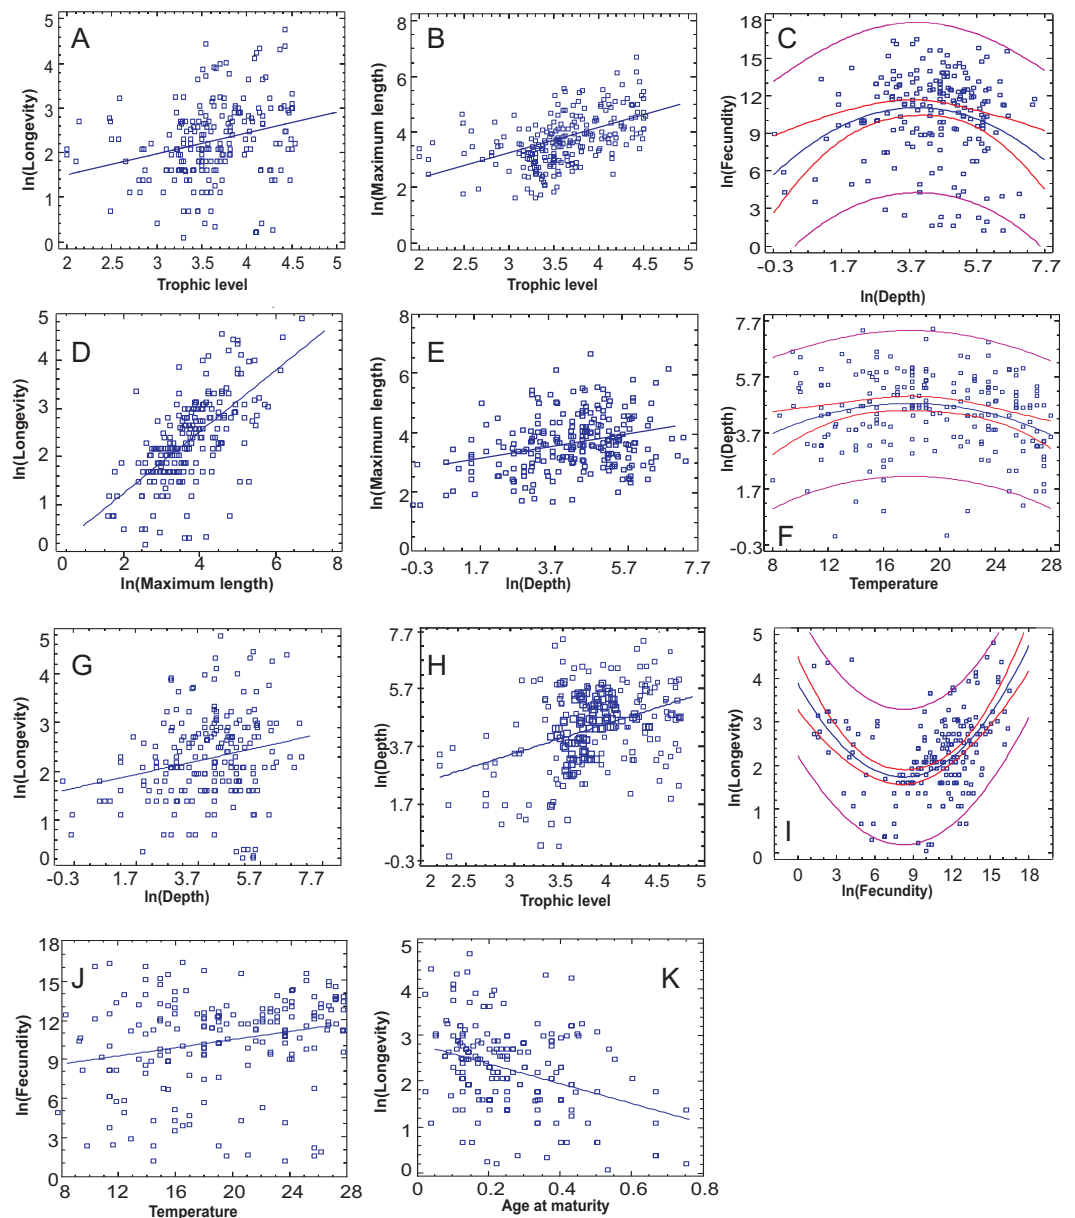 A
B
C
ln(Longevity)
5
4
3
2
1
0
2 2.5 3 3.5 4 4.5 5
Trophic level
ln(Maximum length)
8
6
4
2
0
2 2.5 3 3.5 4 4.5 5
Trophic level
ln(Fecundity)
18
15
12
9
6
3
0
-0.3 1.7 3.7 5.7 7.7
ln(Depth)
D
E
F
ln(Longevity)
5
4
3
2
1
0
0 2 4 6 8
ln(Maximum length)
ln(Maximum length)
8
6
4
2
0
-0.3 1.7 3.7 5.7 7.7
ln(Depth)
ln(Depth)
7.7
5.7
3.7
1.7
-0.3
8 12 16 20 24 28
Temperature
G
H
I
ln(Longevity)
5
4
3
2
1
0
-0.3 1.7 3.7 5.7 7.7
ln(Depth)
ln(Depth)
7.7
5.7
3.7
1.7
-0.3
2 2.5 3 3.5 4 4.5 5
Trophic level
ln(Longevity)
5
4
3
2
1
0
0 3 6 9 12 15 18
ln(Fecundity)
J
K
ln(Fecundity)
18
15
12
9
6
3
0
8 12 16 20 24 28
Temperature
ln(Longevity)
5
4
3
2
1
0
0 0.2 0.4 0.6 0.8
Age at maturity